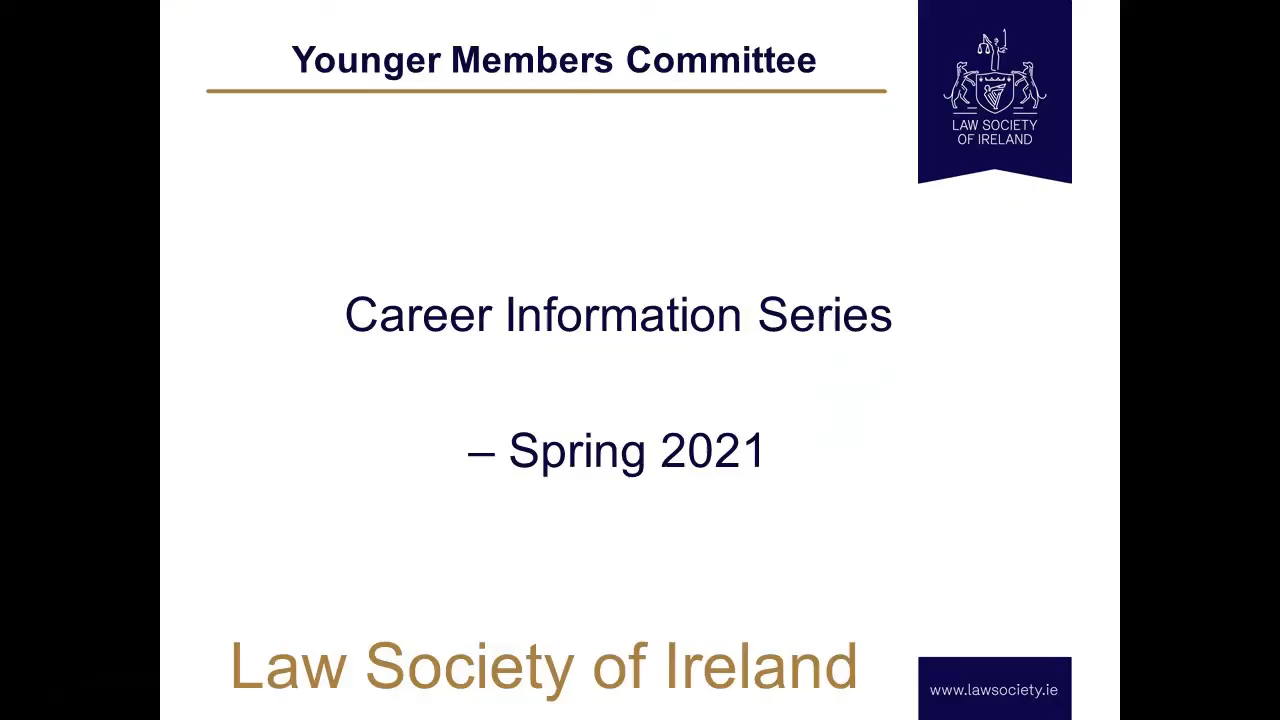 Younger Members Committee
LAW SOCIETY
OF IRELAND
Career Information Series
– Spring 2021
Law Society of Ireland
www.lawsociety.ie